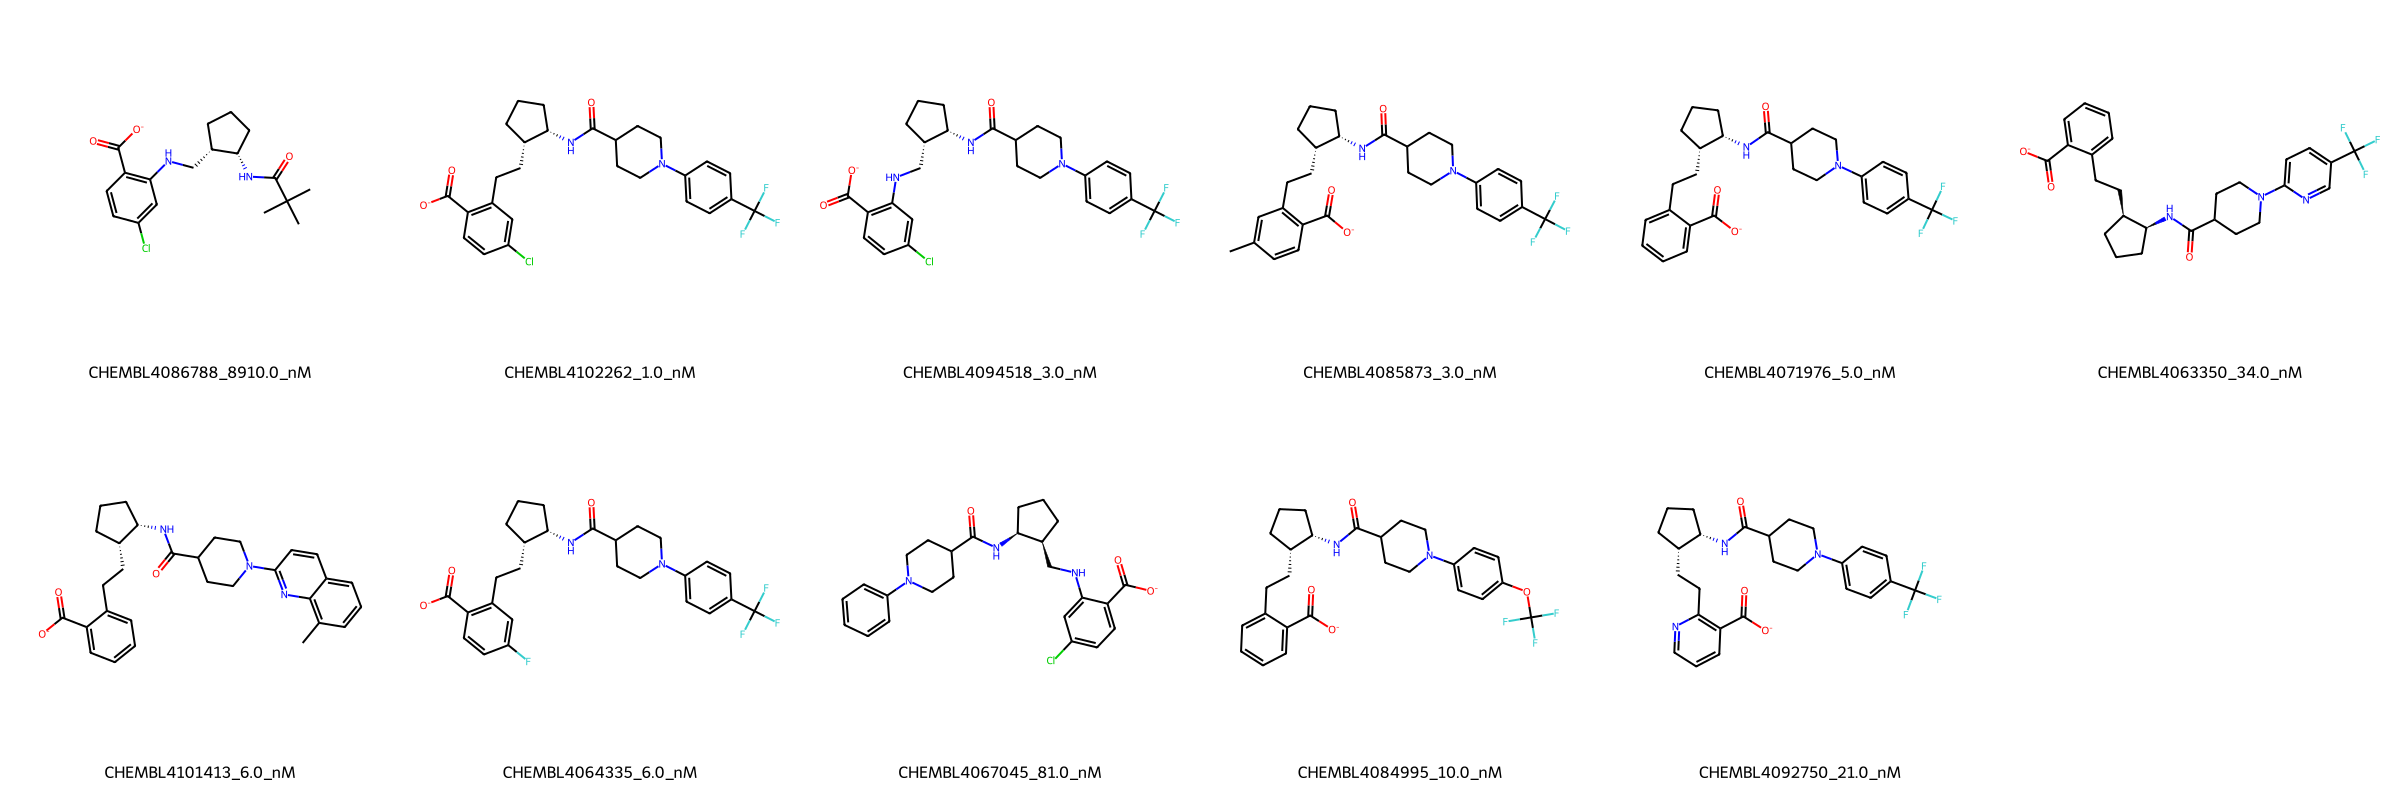 CHEMBL4086788_8910.0_nM
CHEMBL4102262_1.0_nM
CHEMBL4094518_3.0_nM
CHEMBL4085873_3.0_nM
CHEMBL4071976_5.0_nM
CHEMBL4063350_34.0_nM
CHEMBL4101413_6.0_nM
CHEMBL4064335_6.0_nM
CHEMBL4067045_81.0_nM
CHEMBL4084995_10.0_nM
CHEMBL4092750_21.0_nM